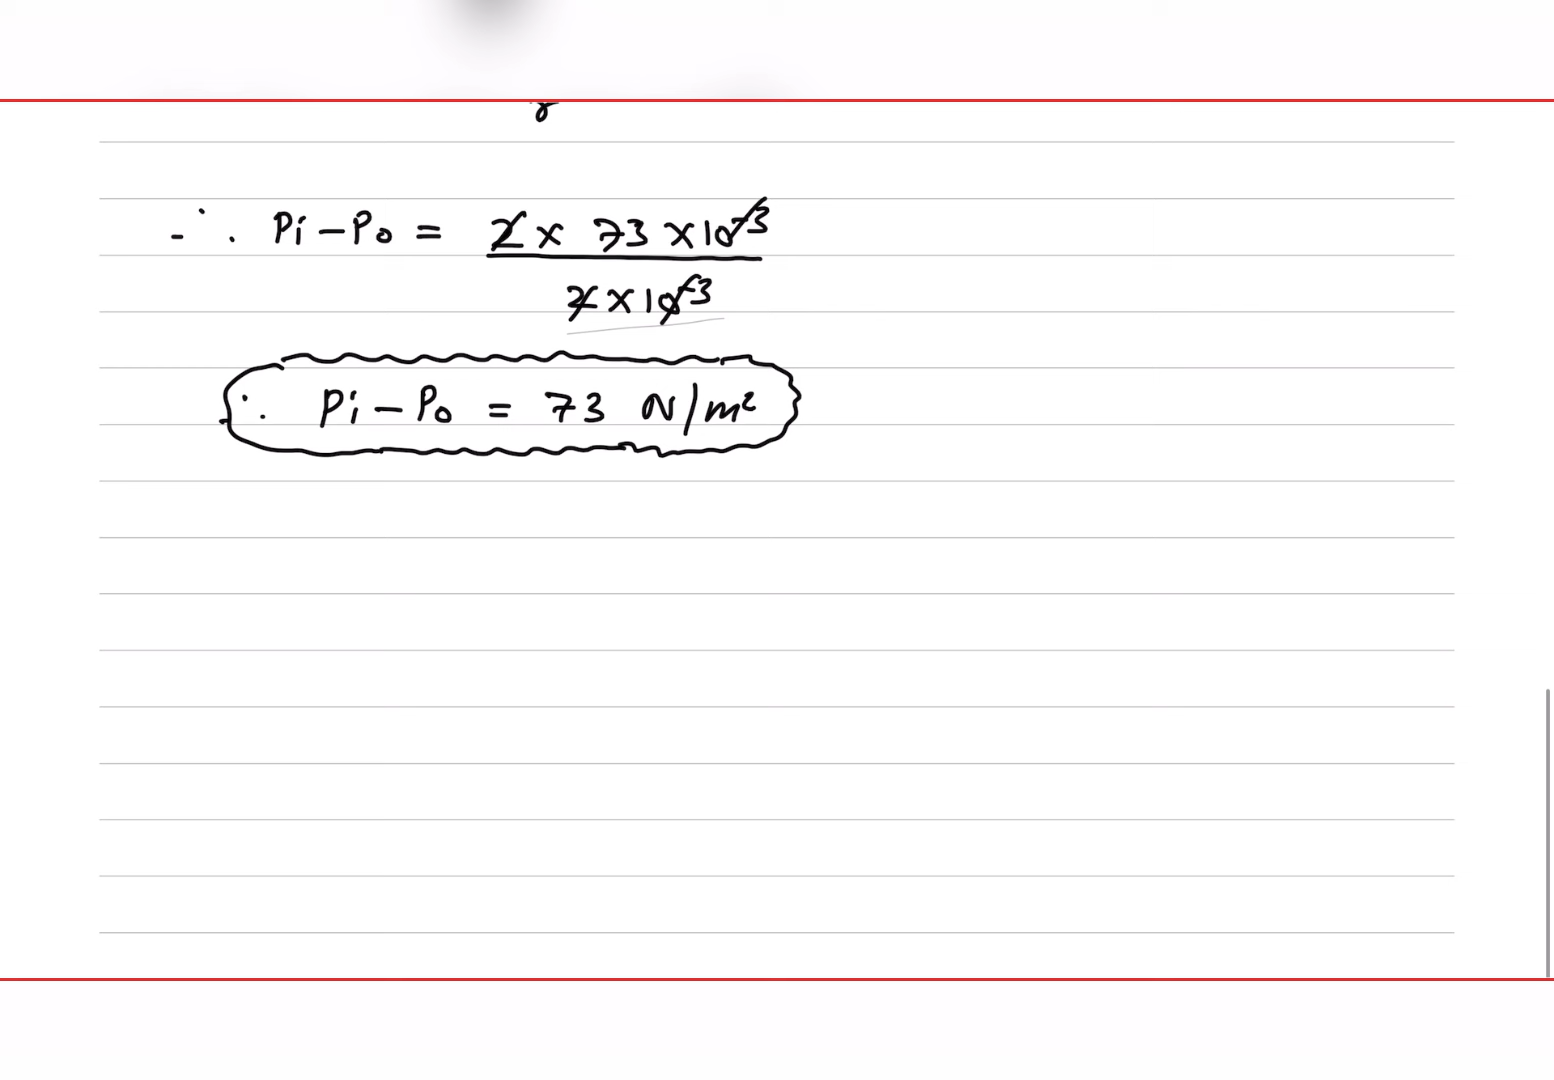 r
∴ Pi - Po = 2 x 73 x 10⁻³
2 x 10⁻³
∴ Pi - Po = 73 N/m²